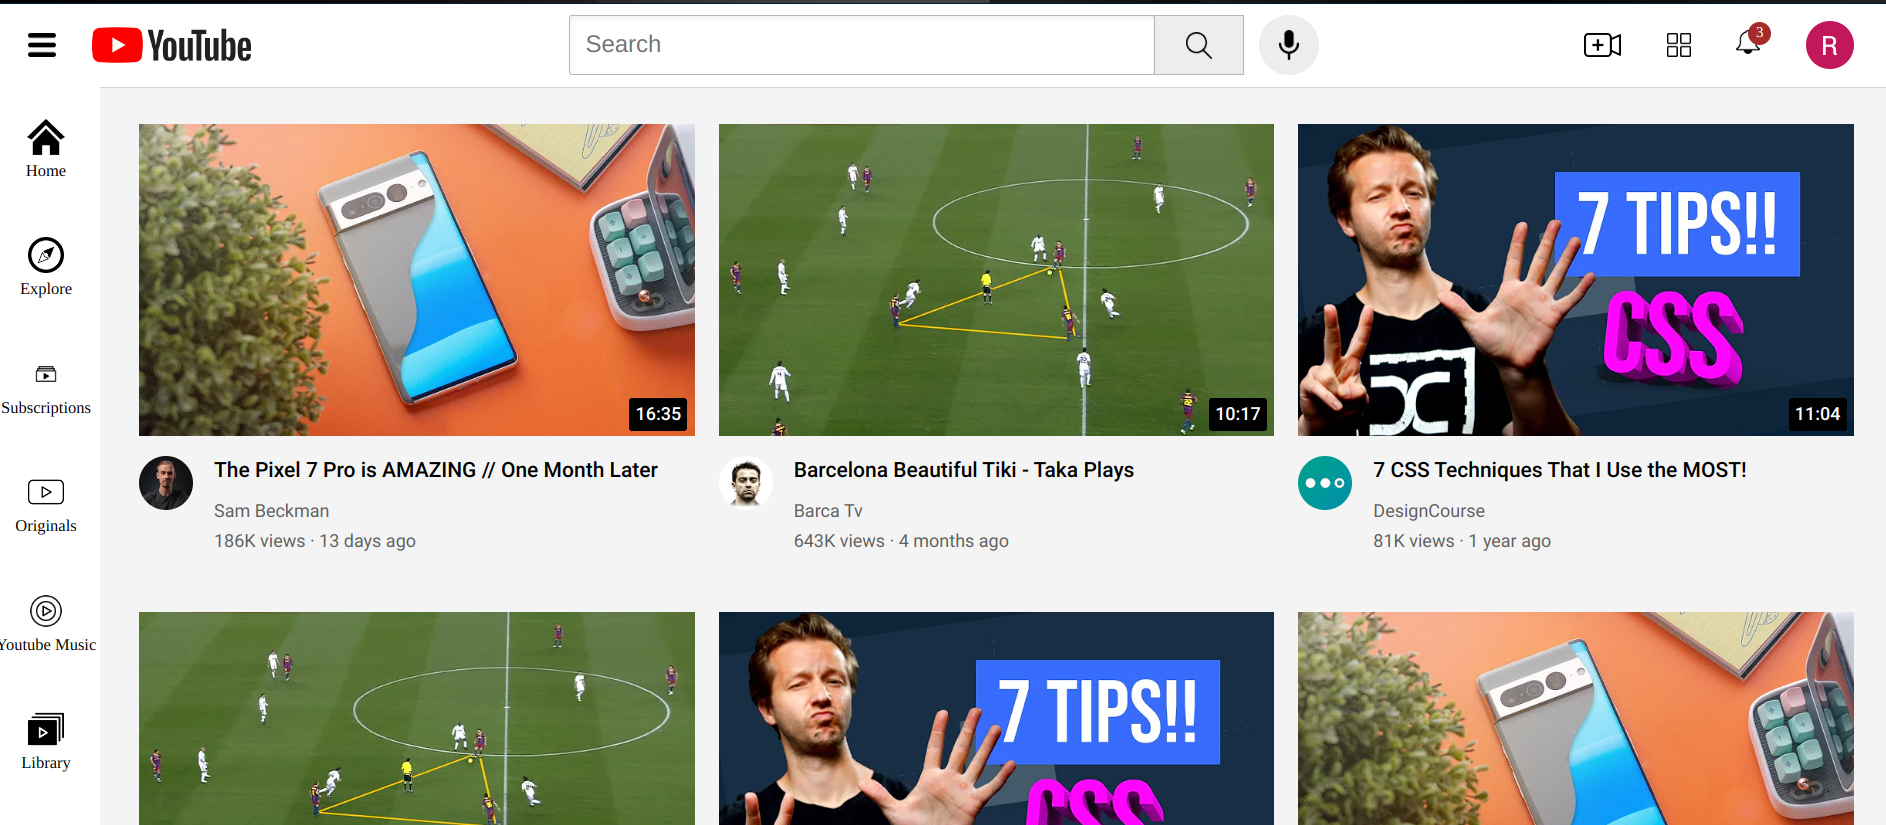 YouTube
Search
3
R
Home
Explore
Subscriptions
Originals
Youtube Music
Library
16:35
The Pixel 7 Pro is AMAZING // One Month Later
Sam Beckman
186K views · 13 days ago
10:17
Barcelona Beautiful Tiki - Taka Plays
Barca Tv
643K views · 4 months ago
7 TIPS!!
CSS
11:04
7 CSS Techniques That I Use the MOST!
DesignCourse
81K views · 1 year ago
7 TIPS!!
CSS